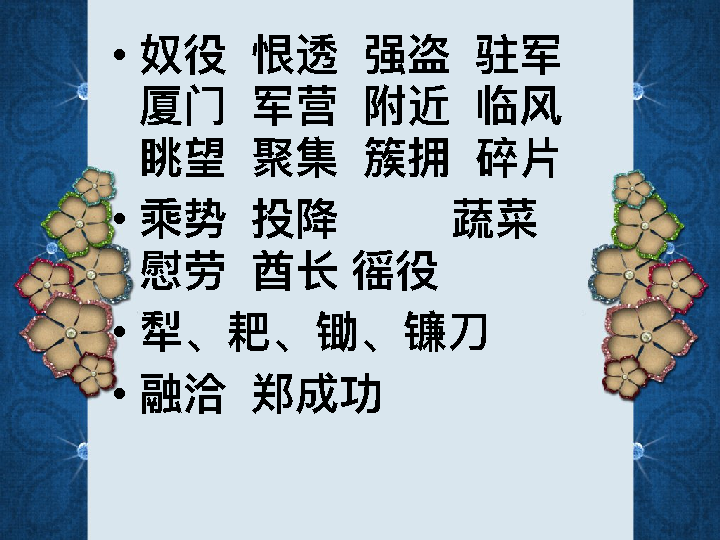 • 奴役 恨透 强盗 驻军
厦门 军营 附近 临风
眺望 聚集 簇拥 碎片
• 乘势 投降 蔬菜
慰劳 酋长 徭役
• 犁、耙、锄、镰刀
• 融洽 郑成功